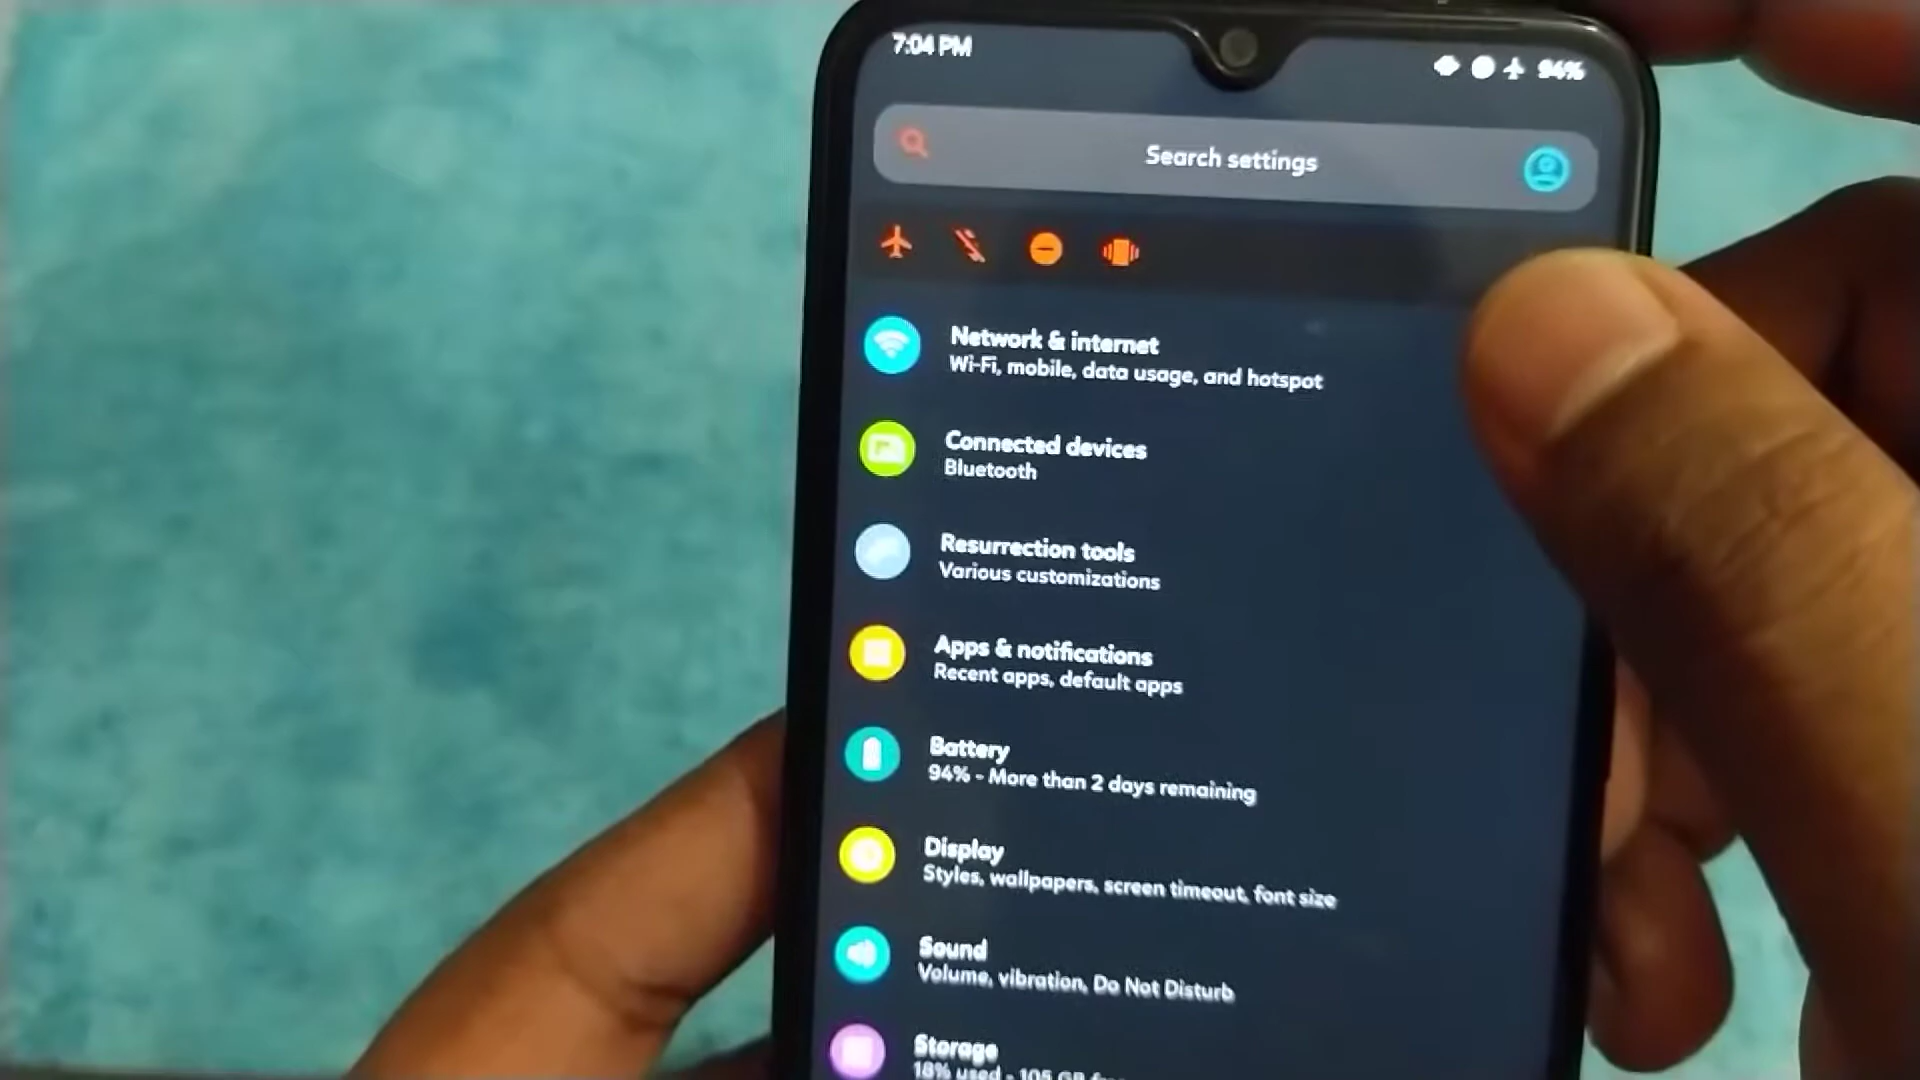 7:04 PM
94%
Search settings
Network & internet
Wi-Fi, mobile, data usage, and hotspot
Connected devices
Bluetooth
Resurrection tools
Various customizations
Apps & notifications
Recent apps, default apps
Battery
94% - More than 2 days remaining
Display
Styles, wallpapers, screen timeout, font size
Sound
Volume, vibration, Do Not Disturb
Storage
18% used - 105 GB